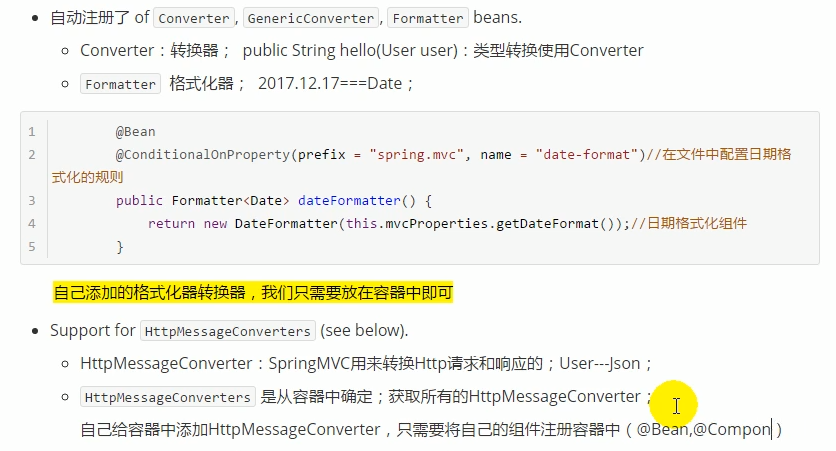 自动注册了 of Converter, GenericConverter, Formatter beans.
Converter：转换器； public String hello(User user)：类型转换使用Converter
Formatter 格式化器； 2017.12.17===Date；
1 @Bean
2 @ConditionalOnProperty(prefix = "spring.mvc", name = "date-format")//在文件中配置日期格
式化的规则
3 public Formatter<Date> dateFormatter() {
4 return new DateFormatter(this.mvcProperties.getDateFormat());//日期格式化组件
5 }
自己添加的格式化器转换器，我们只需要放在容器中即可
Support for HttpMessageConverters (see below).
HttpMessageConverter：SpringMVC用来转换Http请求和响应的；User---Json；
HttpMessageConverters 是从容器中确定；获取所有的HttpMessageConverter；
自己给容器中添加HttpMessageConverter，只需要将自己的组件注册容器中（@Bean,@Compon）